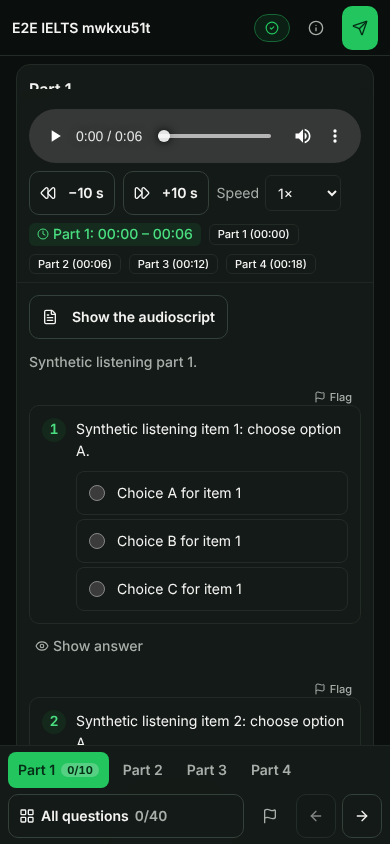 E2E IELTS mwkxu51t
Part 1
0:00 / 0:06
−10 s
+10 s
Speed
1×
Part 1: 00:00 – 00:06
Part 1 (00:00)
Part 2 (00:06)
Part 3 (00:12)
Part 4 (00:18)
Show the audioscript
Synthetic listening part 1.
Flag
1
Synthetic listening item 1: choose option
A.
Choice A for item 1
Choice B for item 1
Choice C for item 1
Show answer
Flag
2
Synthetic listening item 2: choose option
A
Part 1 0/10
Part 2
Part 3
Part 4
All questions 0/40